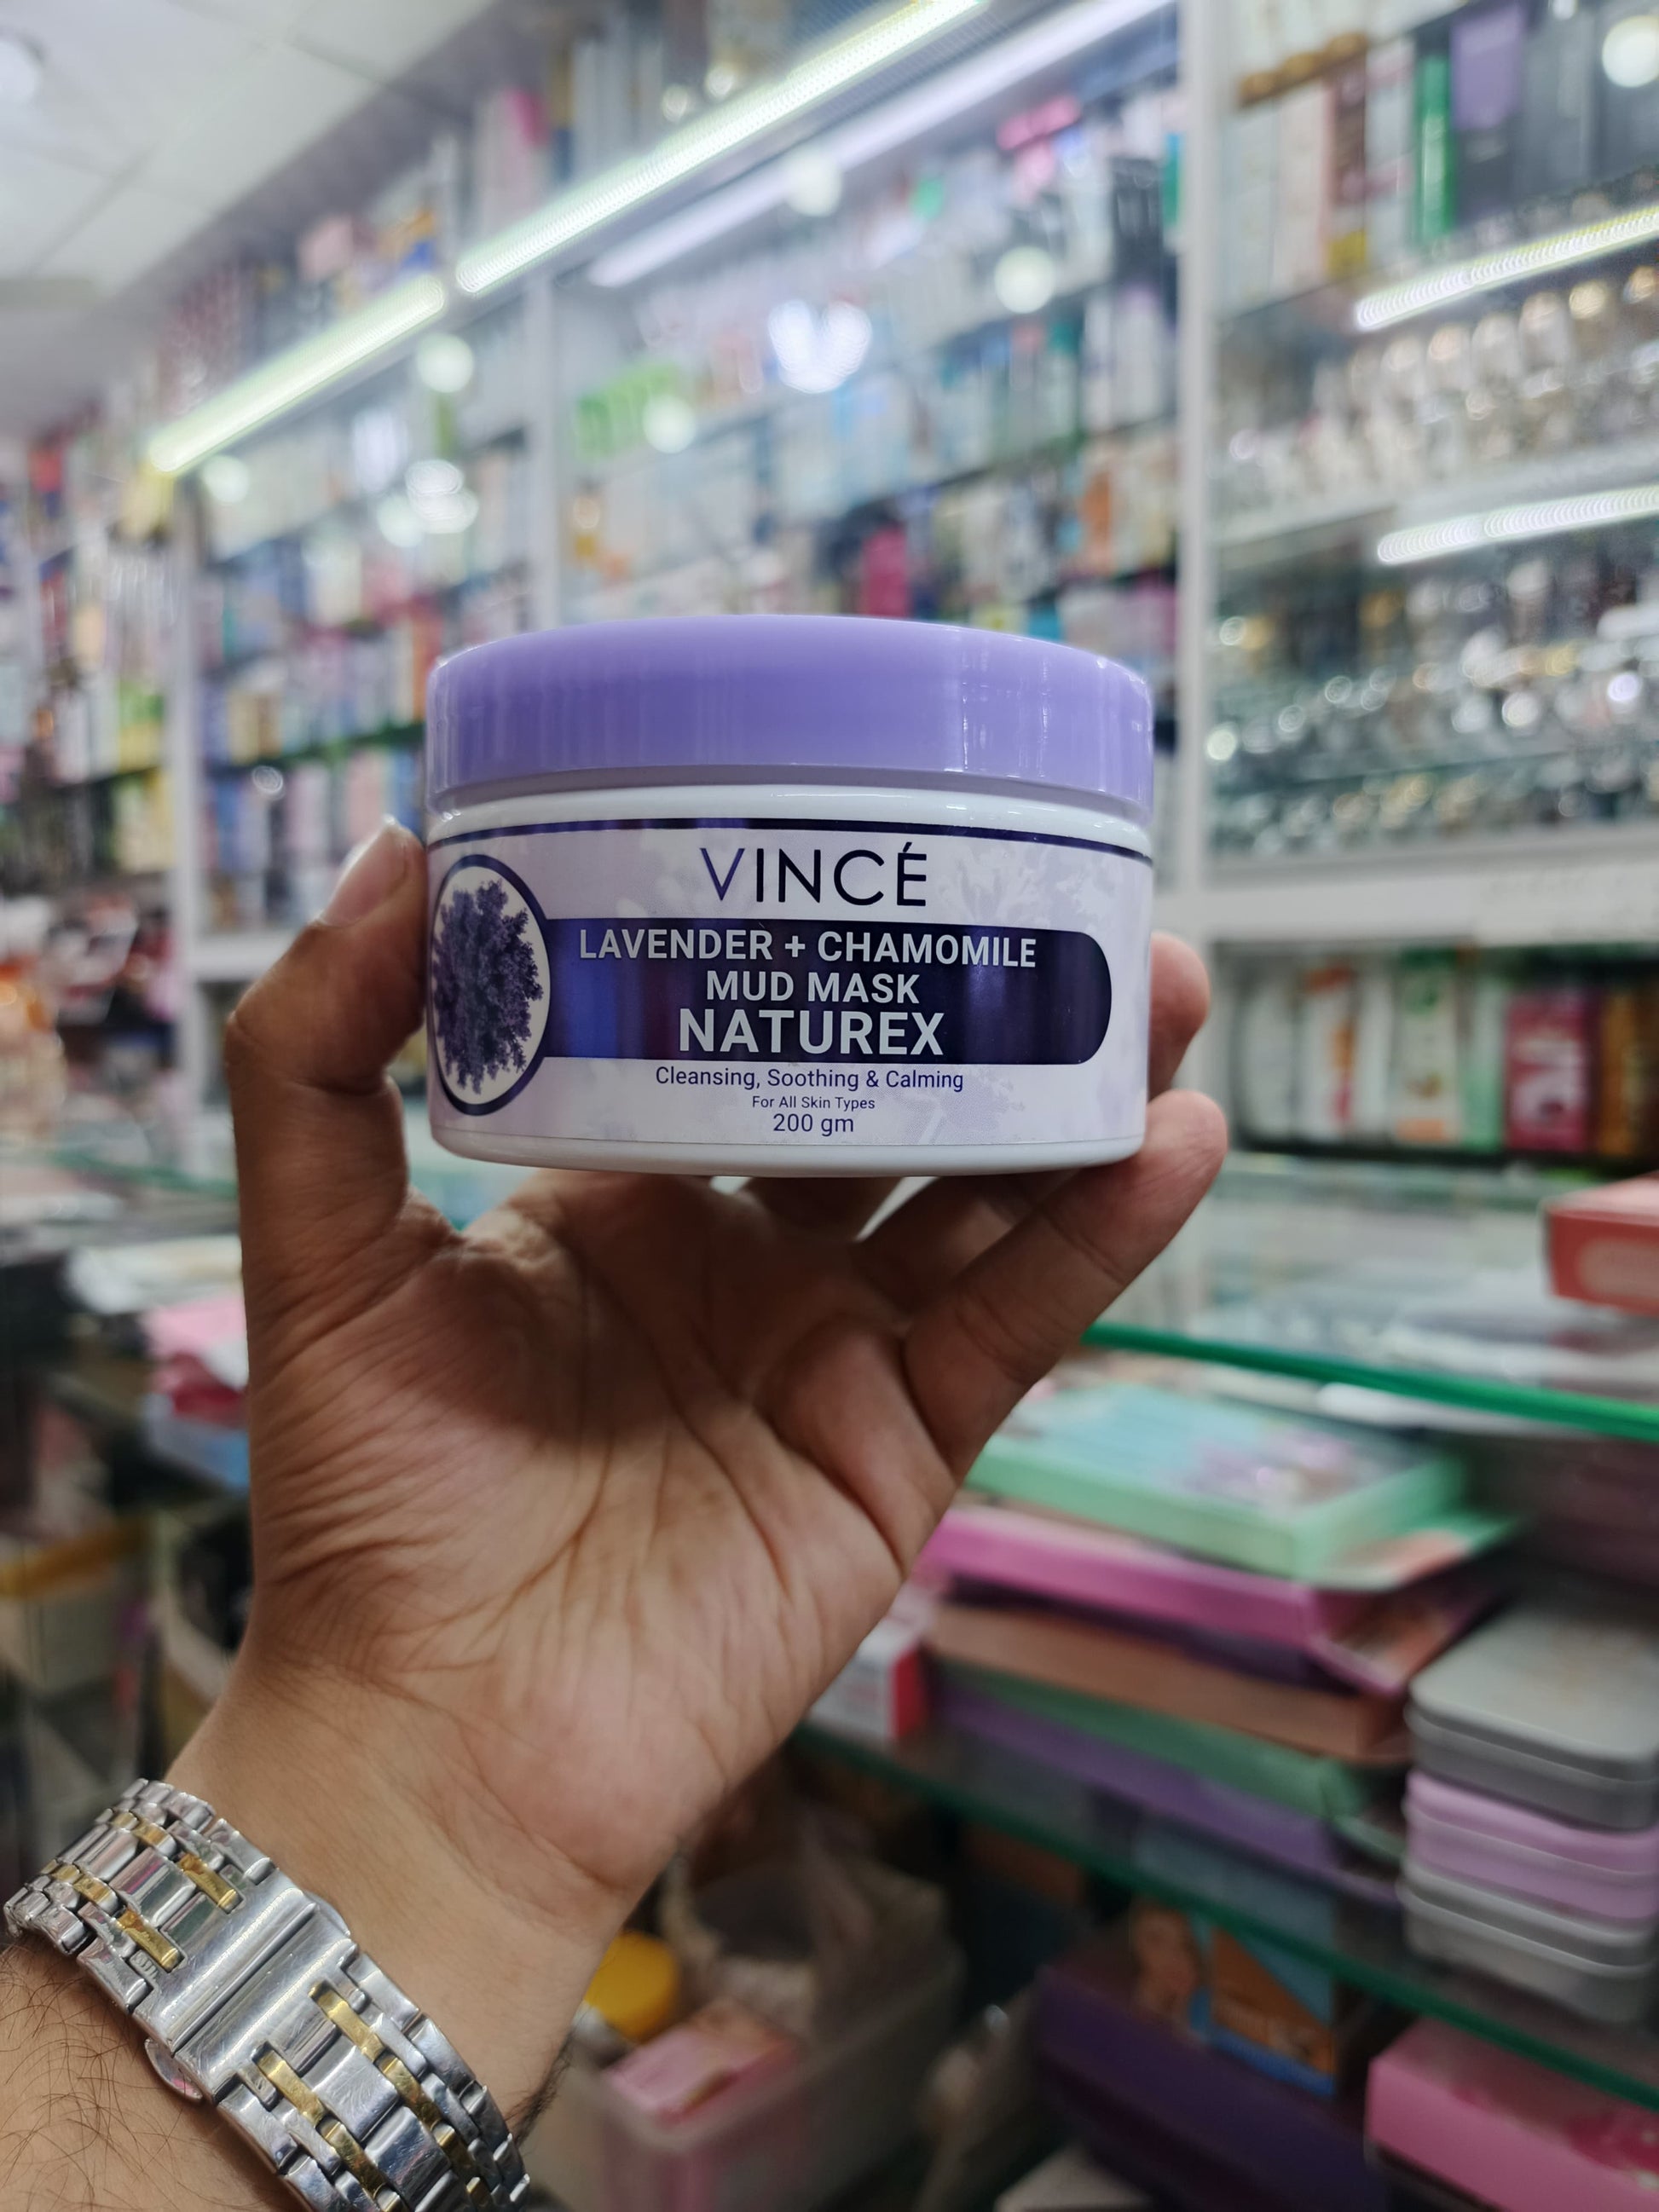 VINCÉ
LAVENDER + CHAMOMILE
MUD MASK
NATUREX
Cleansing, Soothing & Calming
For All Skin Types
200 gm